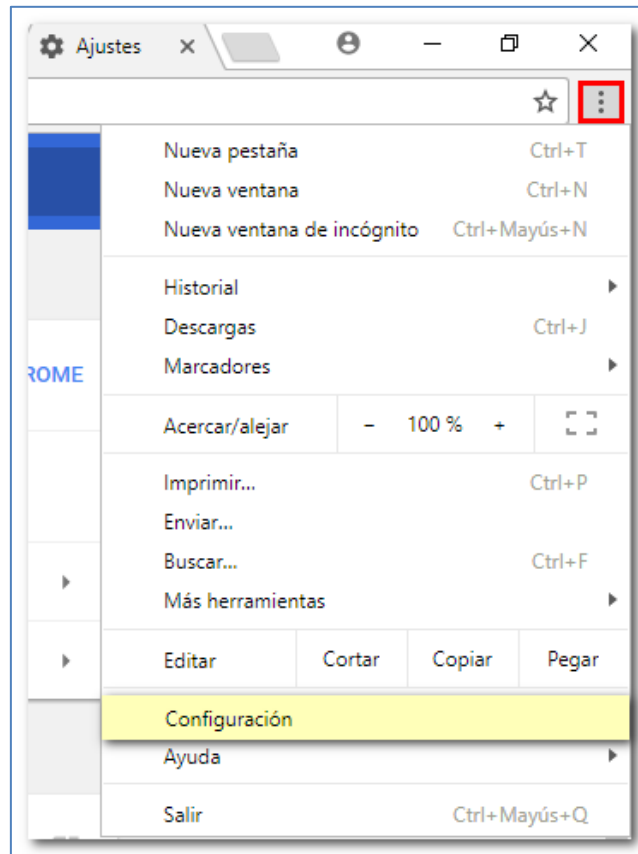 Ajustes
Nueva pestaña Ctrl+T
Nueva ventana Ctrl+N
Nueva ventana de incógnito Ctrl+Mayús+N
Historial
Descargas Ctrl+J
Marcadores
ROME
Acercar/alejar - 100 % +
Imprimir... Ctrl+P
Enviar...
Buscar... Ctrl+F
Más herramientas
Editar Cortar Copiar Pegar
Configuración
Ayuda
Salir Ctrl+Mayús+Q